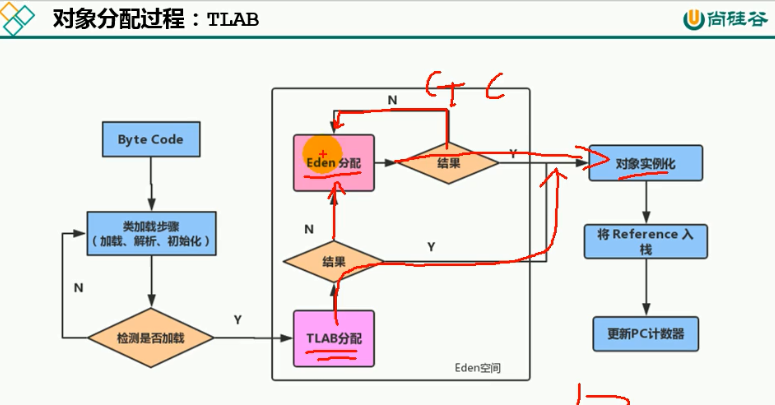 对象分配过程：TLAB
尚硅谷
N
GC
Byte Code
Eden 分配
结果
Y
对象实例化
类加载步骤
（加载、解析、初始化）
N
结果
Y
将 Reference 入
栈
N
Y
检测是否加载
TLAB分配
更新PC计数器
Eden空间